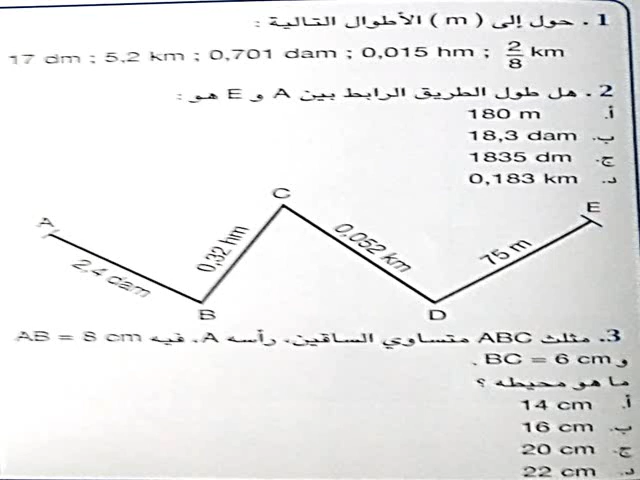 1. حول إلى ( m ) الأطوال التالية :
17 dm ; 5,2 km ; 0,701 dam ; 0,015 hm ; 2/8 km
2. هل طول الطريق الرابط بين A و E هو :
أ. 180 m
ب. 18,3 dam
ج. 1835 dm
د. 0,183 km
A
2,4 dam
B
0,32 hm
C
0,052 km
D
75 m
E
3. مثلث ABC متساوي الساقين، رأسه A، فيه AB = 8 cm
و BC = 6 cm .
ما هو محيطه ؟
أ. 14 cm
ب. 16 cm
ج. 20 cm
د. 22 cm